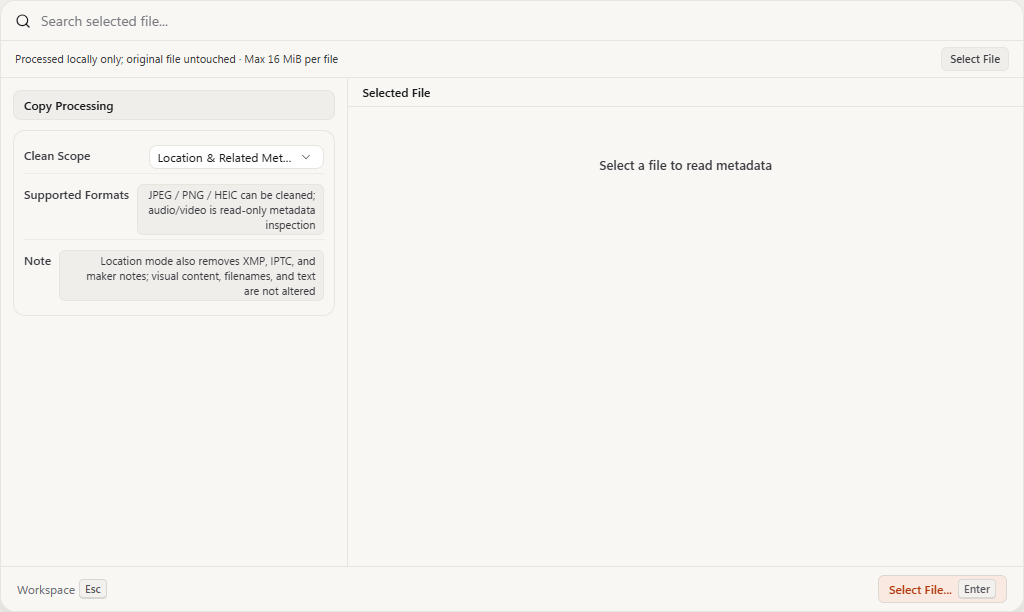 Search selected file...
Processed locally only; original file untouched · Max 16 MiB per file
Select File
Copy Processing
Clean Scope
Location & Related Met...
Supported Formats
JPEG / PNG / HEIC can be cleaned;
audio/video is read-only metadata
inspection
Note
Location mode also removes XMP, IPTC, and
maker notes; visual content, filenames, and text
are not altered
Selected File
Select a file to read metadata
Workspace Esc
Select File... Enter